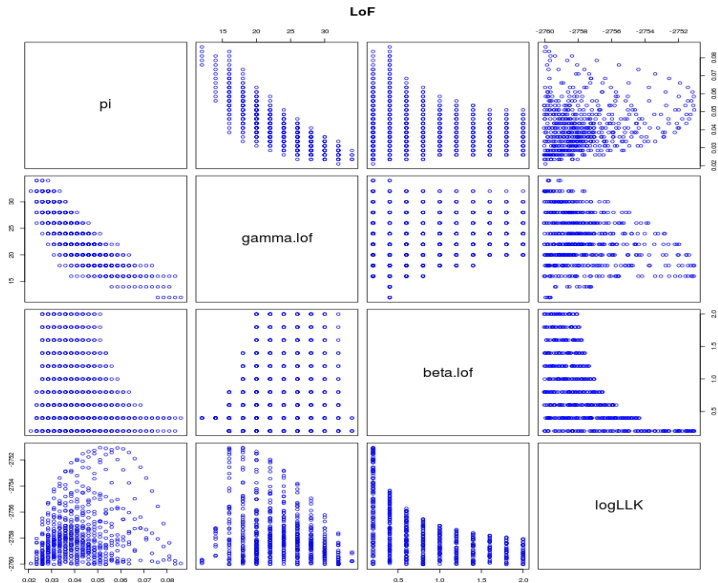 LoF
15 20 25 30 -2760 -2758 -2756 -2754 -2752
pi
0.02 0.03 0.04 0.05 0.06 0.07 0.08
gamma.lof
15 20 25 30
beta.lof
0.5 1.0 1.5 2.0
logLLK
-2760 -2758 -2756 -2754 -2752
0.02 0.03 0.04 0.05 0.06 0.07 0.08 0.5 1.0 1.5 2.0